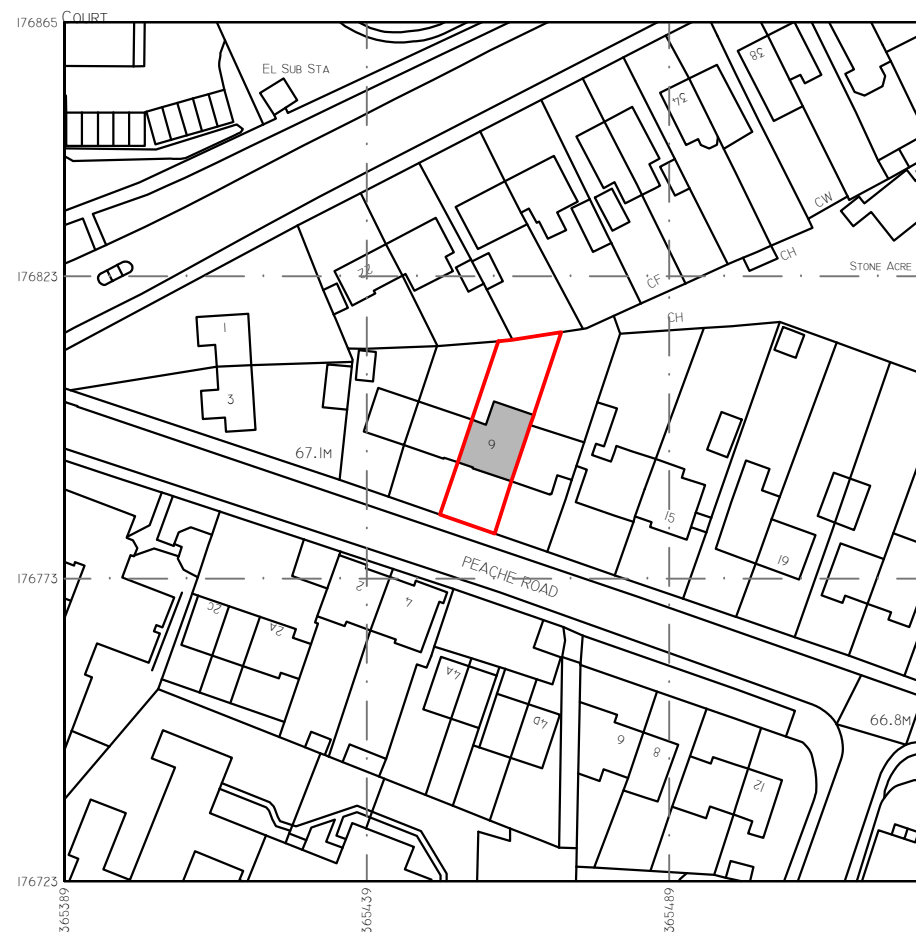 176865
COURT
EL SUB STA
38
34
CW
CH
CF
22
176823
STONE ACRE
CH
1
3
67.1M
9
15
19
PEACHE ROAD
176773
2
4
2C
2A
4A
4D
6
8
12
66.8M
176723
365389
365439
365489